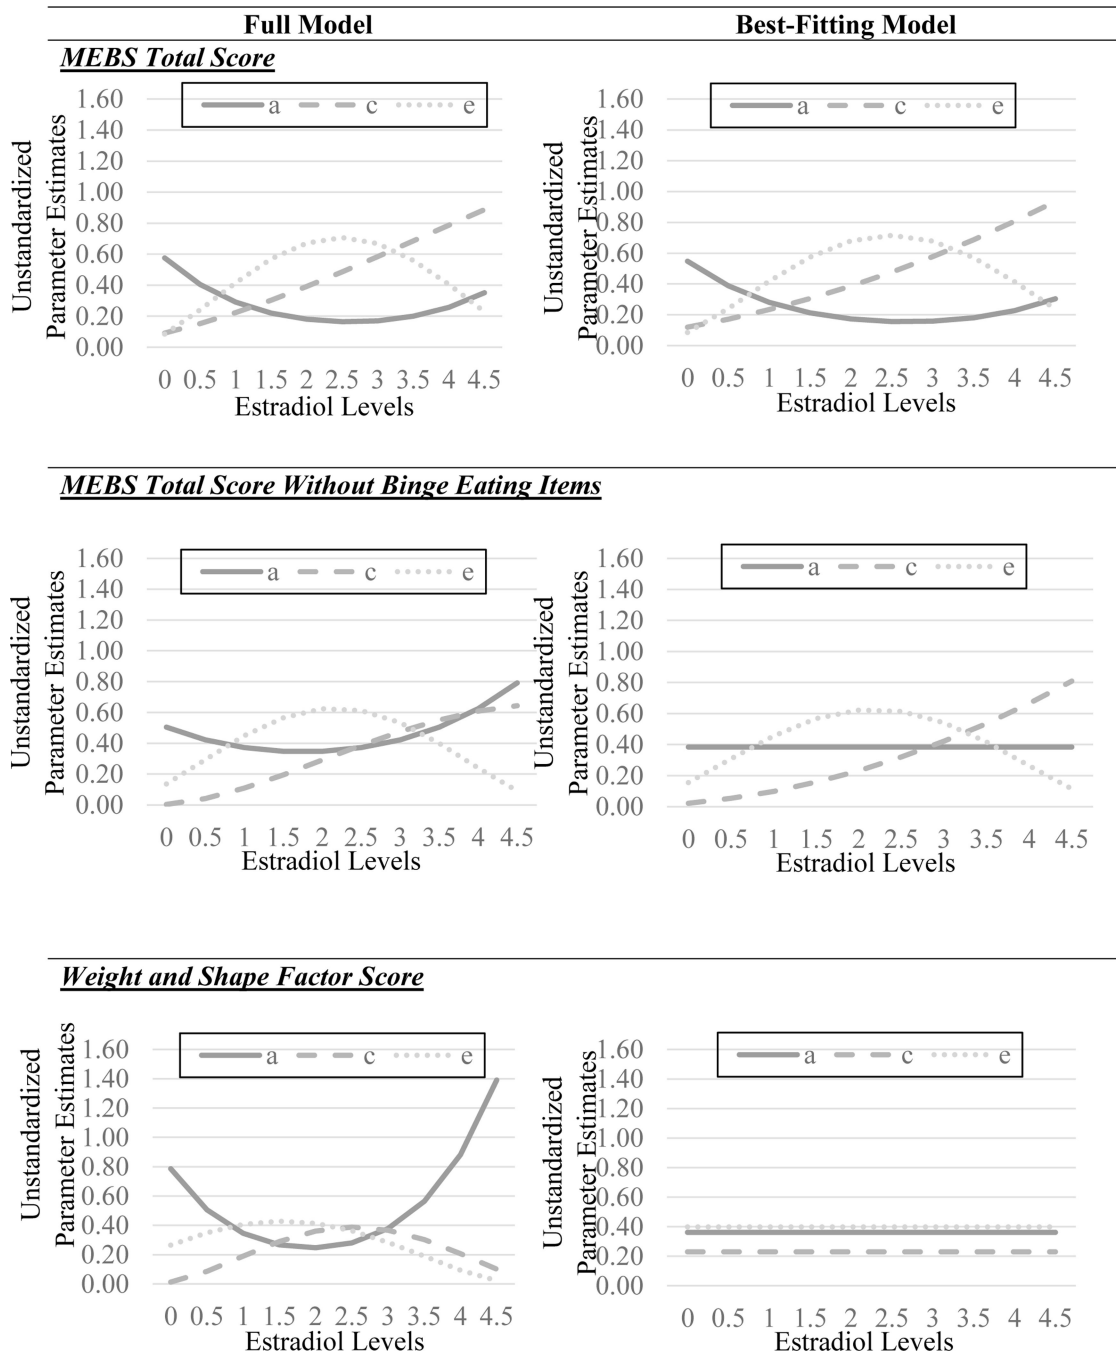 Full Model Best-Fitting Model
MEBS Total Score
Unstandardized
Parameter Estimates
a c e
1.60
1.40
1.20
1.00
0.80
0.60
0.40
0.20
0.00
0 0.5 1 1.5 2 2.5 3 3.5 4 4.5
Estradiol Levels
Unstandardized
Parameter Estimates
a c e
1.60
1.40
1.20
1.00
0.80
0.60
0.40
0.20
0.00
0 0.5 1 1.5 2 2.5 3 3.5 4 4.5
Estradiol Levels
MEBS Total Score Without Binge Eating Items
Unstandardized
Parameter Estimates
a c e
1.60
1.40
1.20
1.00
0.80
0.60
0.40
0.20
0.00
0 0.5 1 1.5 2 2.5 3 3.5 4 4.5
Estradiol Levels
Unstandardized
Parameter Estimates
a c e
1.60
1.40
1.20
1.00
0.80
0.60
0.40
0.20
0.00
0 0.5 1 1.5 2 2.5 3 3.5 4 4.5
Estradiol Levels
Weight and Shape Factor Score
Unstandardized
Parameter Estimates
a c e
1.60
1.40
1.20
1.00
0.80
0.60
0.40
0.20
0.00
0 0.5 1 1.5 2 2.5 3 3.5 4 4.5
Estradiol Levels
Unstandardized
Parameter Estimates
a c e
1.60
1.40
1.20
1.00
0.80
0.60
0.40
0.20
0.00
0 0.5 1 1.5 2 2.5 3 3.5 4 4.5
Estradiol Levels